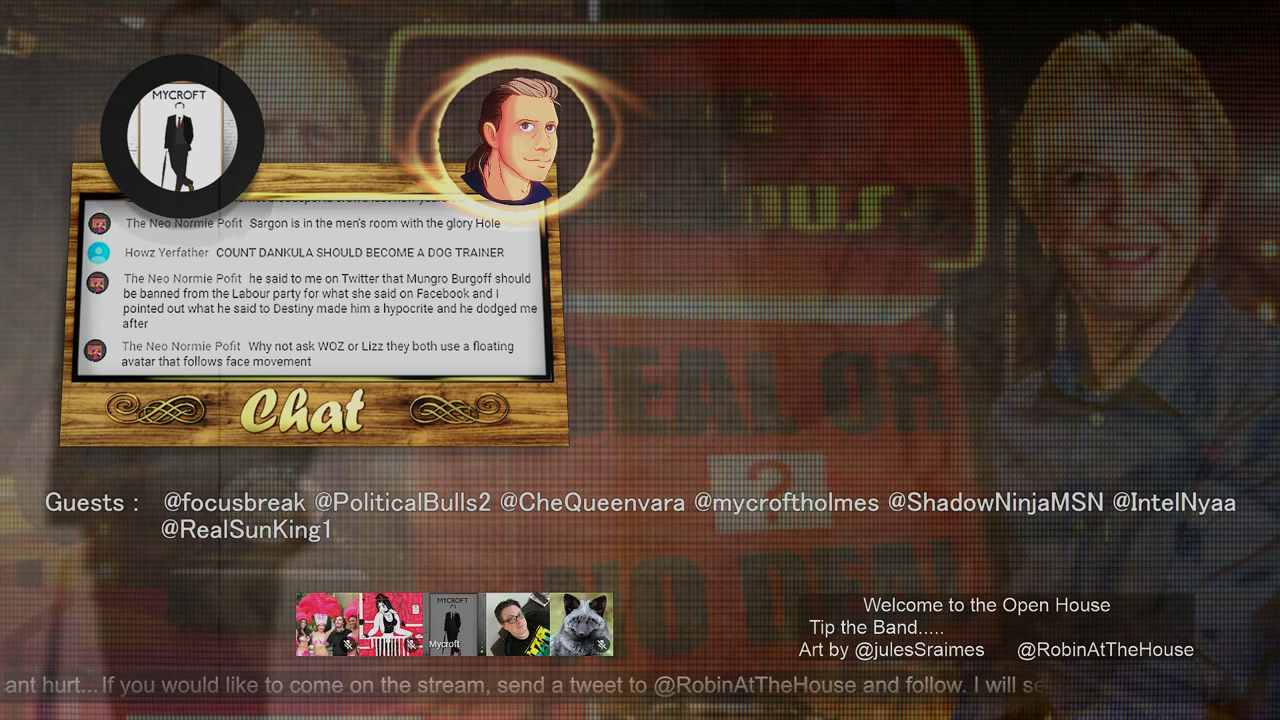 MYCROFT
The Neo Normie Pofit Sargon is in the men's room with the glory Hole
Howz Yerfather COUNT DANKULA SHOULD BECOME A DOG TRAINER
The Neo Normie Pofit he said to me on Twitter that Mungro Burgoff should
be banned from the Labour party for what she said on Facebook and I
pointed out what he said to Destiny made him a hypocrite and he dodged me
after
The Neo Normie Pofit Why not ask WOZ or Lizz they both use a floating
avatar that follows face movement
Chat
DEAL OR
?
NO DEAL
Guests : @focusbreak @PoliticalBulls2 @CheQueenvara @mycroftholmes @ShadowNinjaMSN @IntelNyaa
@RealSunKing1
MYCROFT
Mycroft
Welcome to the Open House
Tip the Band.....
Art by @julesSraimes @RobinAtTheHouse
ant hurt... If you would like to come on the stream, send a tweet to @RobinAtTheHouse and follow. I will se